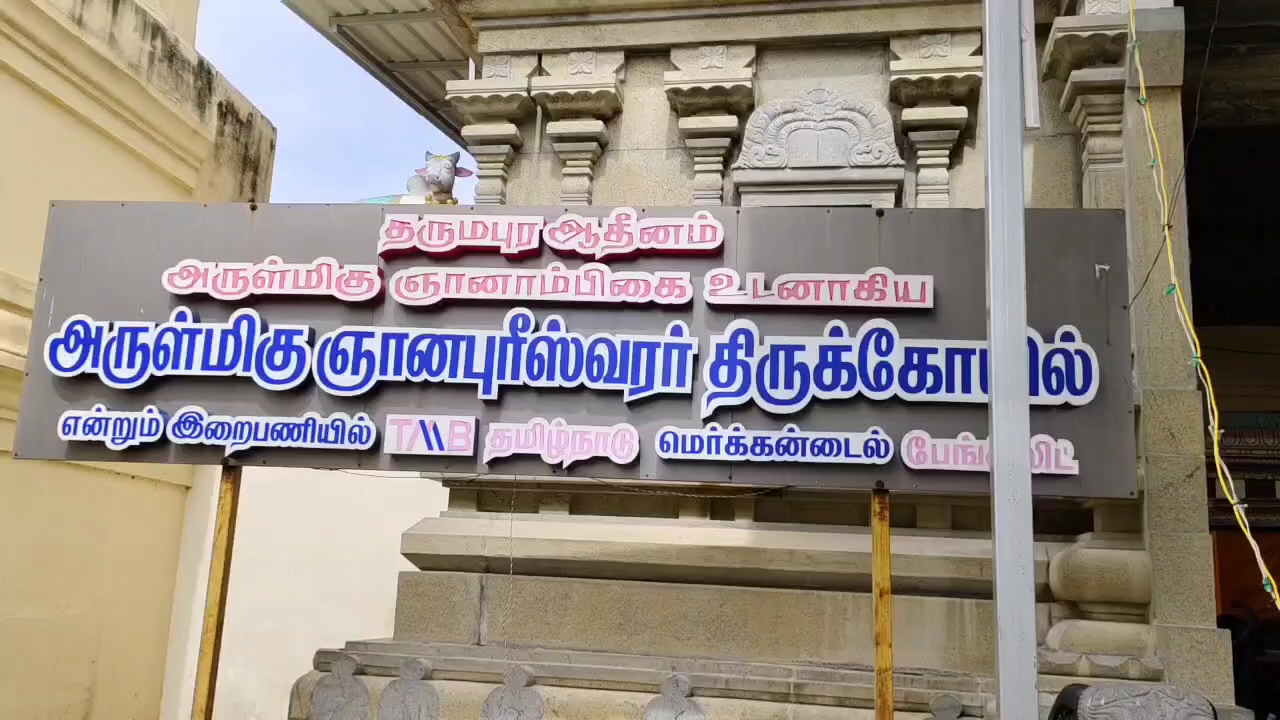 தருமபுர ஆதீனம்
அருள்மிகு ஞானாம்பிகை உடனாகிய
அருள்மிகு ஞானபுரீஸ்வரர் திருக்கோயில்
என்றும் இறைபணியில் TMB தமிழ்நாடு மெர்க்கன்டைல்